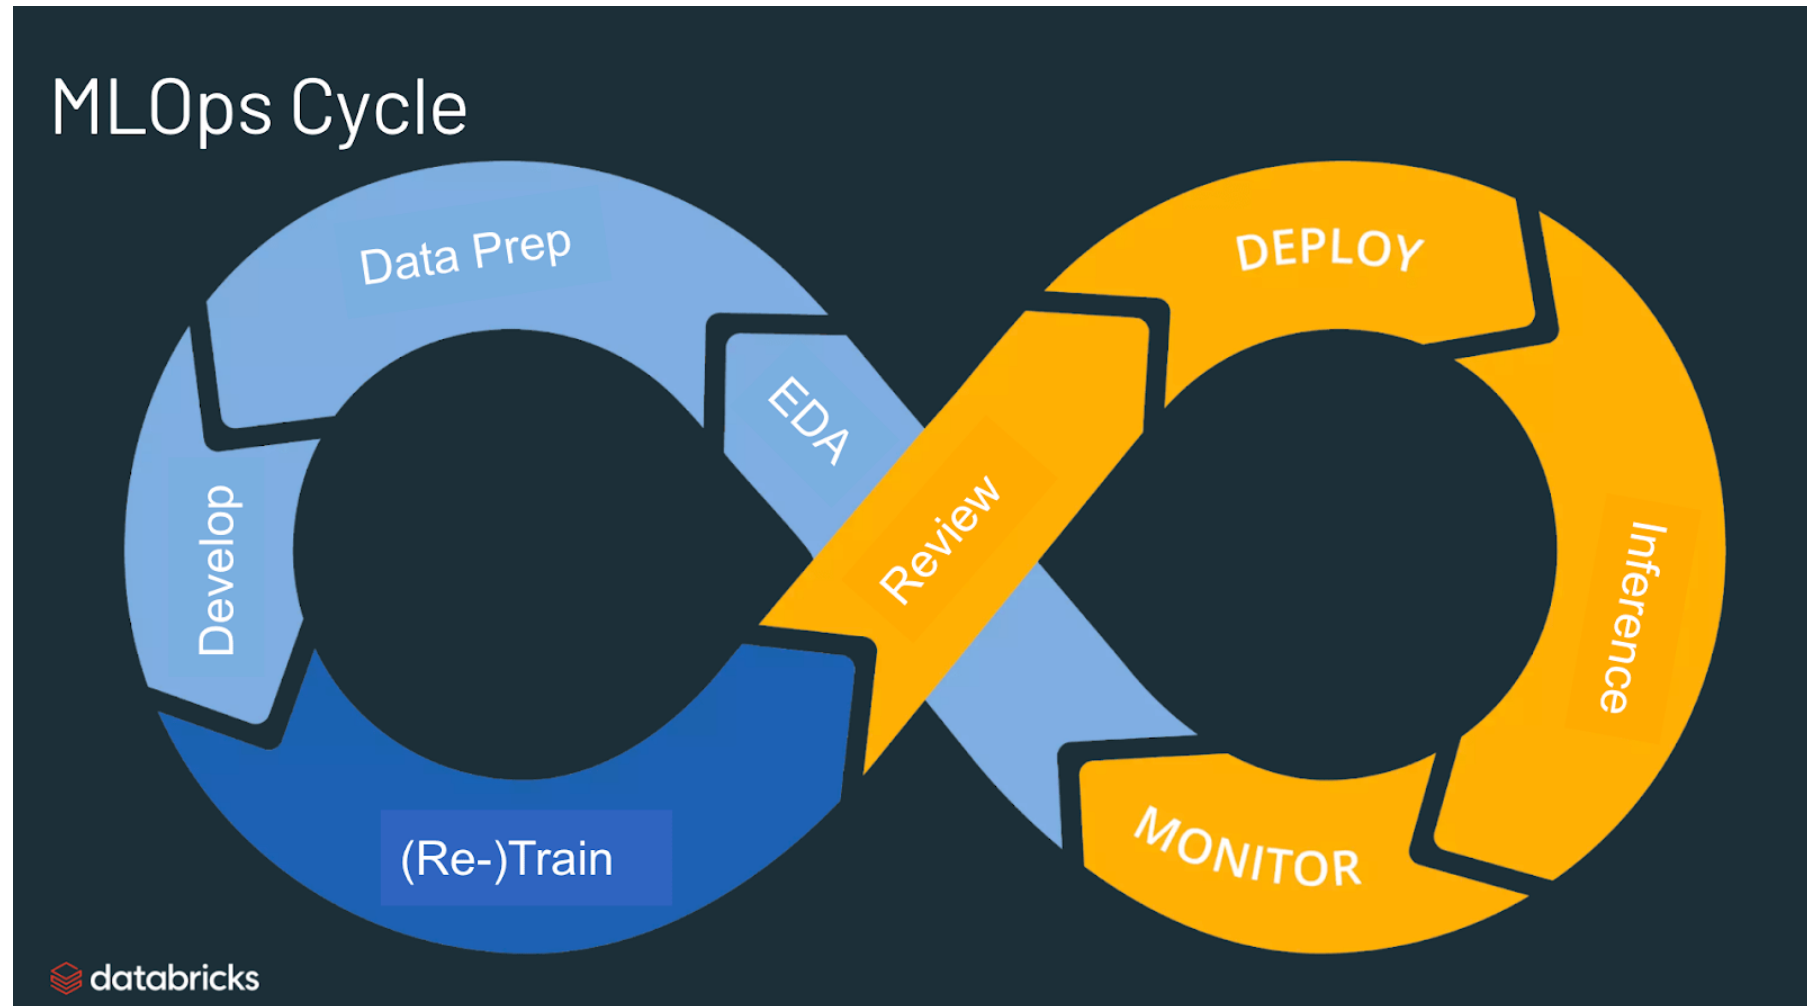 MLOps Cycle
Data Prep
DEPLOY
EDA
Review
Develop
Inference
(Re-)Train
MONITOR
databricks